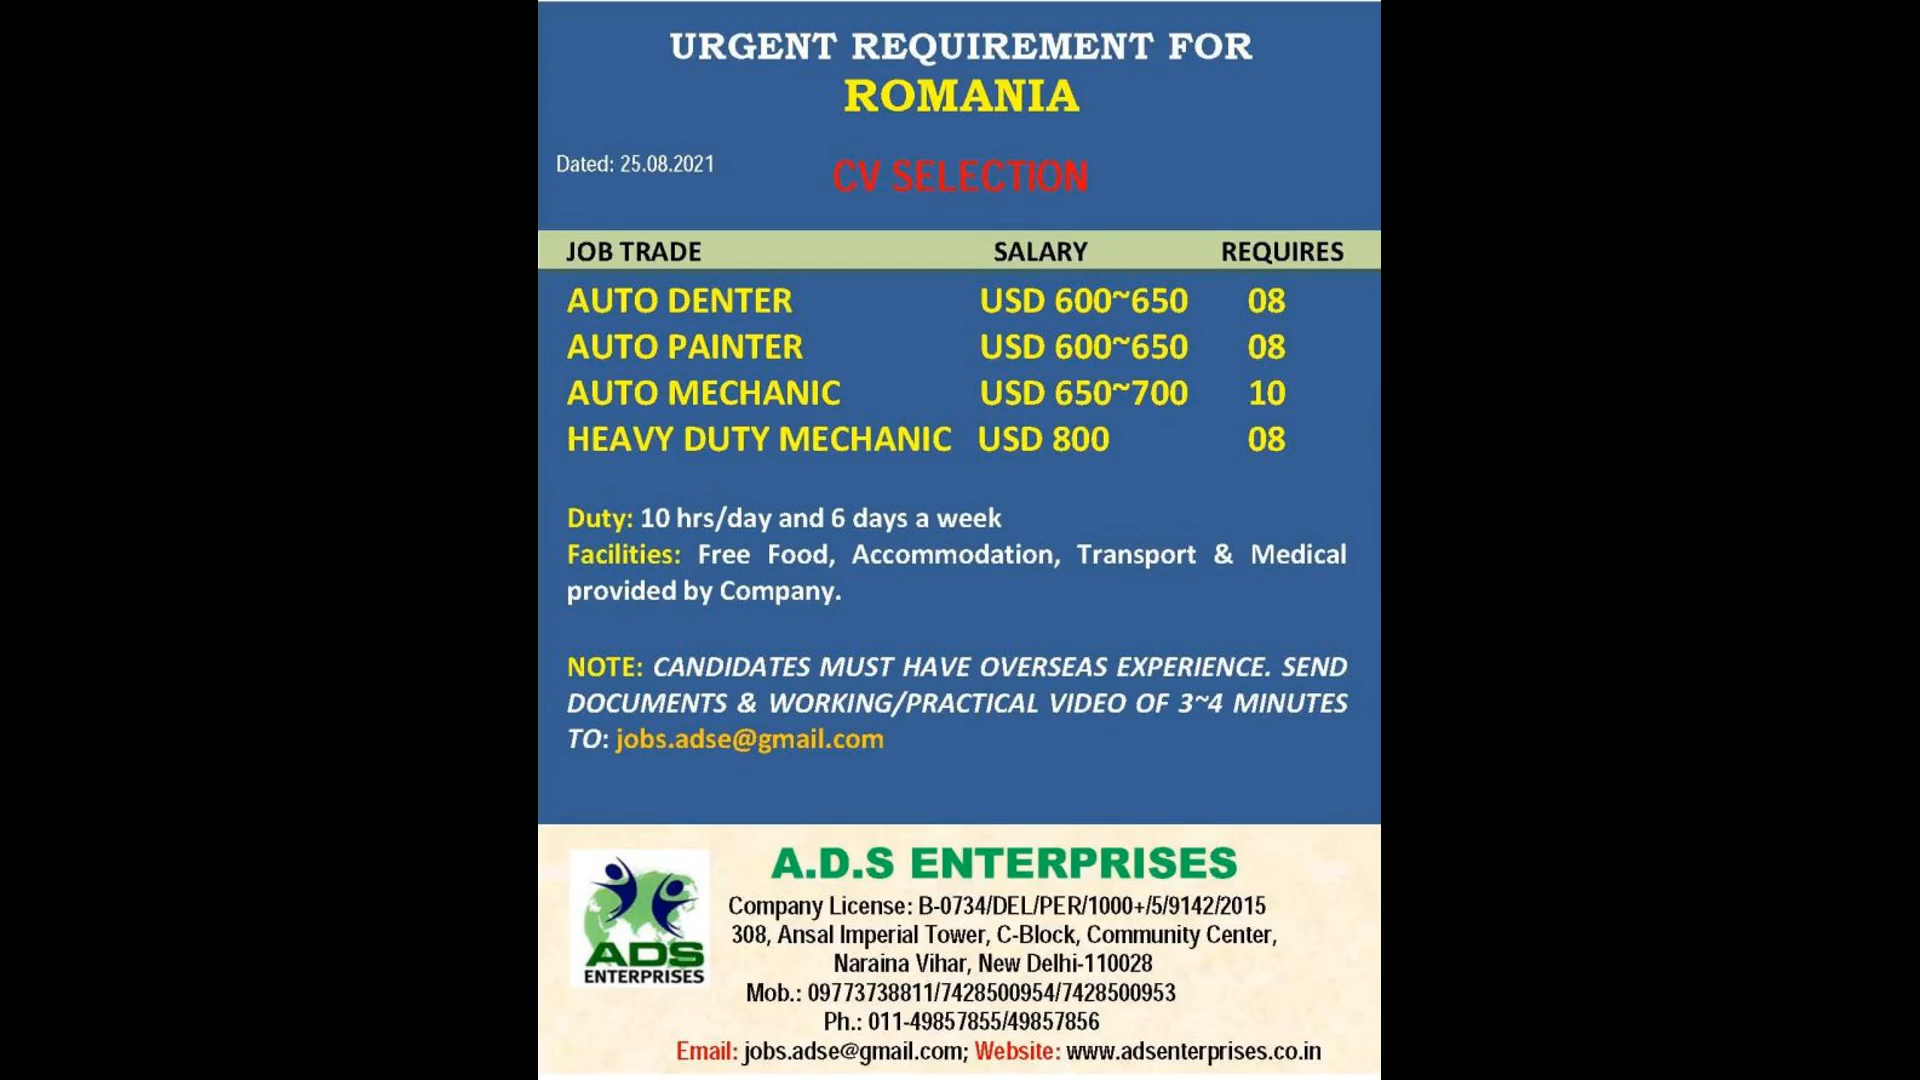 URGENT REQUIREMENT FOR
ROMANIA
Dated: 25.08.2021
CV SELECTION
JOB TRADE SALARY REQUIRES
AUTO DENTER USD 600~650 08
AUTO PAINTER USD 600~650 08
AUTO MECHANIC USD 650~700 10
HEAVY DUTY MECHANIC USD 800 08
Duty: 10 hrs/day and 6 days a week
Facilities: Free Food, Accommodation, Transport & Medical
provided by Company.
NOTE: CANDIDATES MUST HAVE OVERSEAS EXPERIENCE. SEND
DOCUMENTS & WORKING/PRACTICAL VIDEO OF 3~4 MINUTES
TO: jobs.adse@gmail.com
A.D.S ENTERPRISES
Company License: B-0734/DEL/PER/1000+/5/9142/2015
308, Ansal Imperial Tower, C-Block, Community Center,
Naraina Vihar, New Delhi-110028
Mob.: 09773738811/7428500954/7428500953
Ph.: 011-49857855/49857856
Email: jobs.adse@gmail.com; Website: www.adsenterprises.co.in
ADS
ENTERPRISES